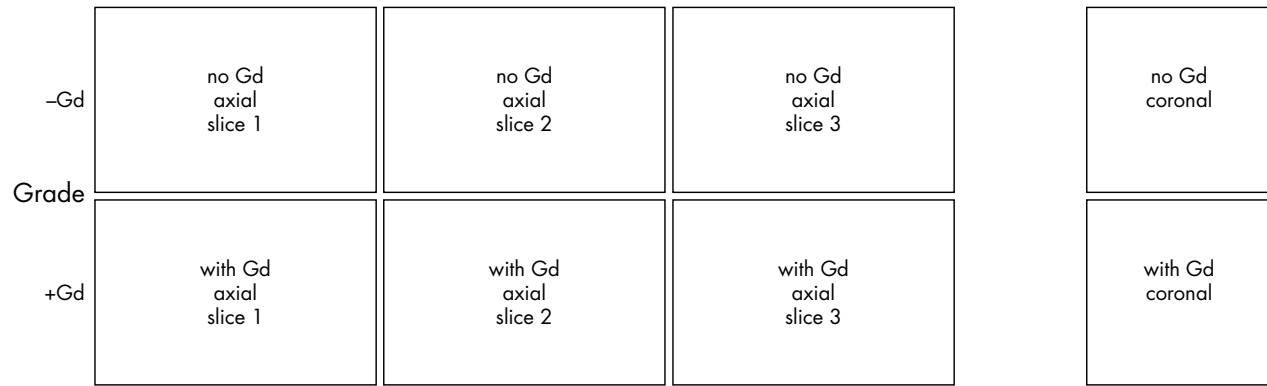 –Gd
no Gd
axial
slice 1
no Gd
axial
slice 2
no Gd
axial
slice 3
no Gd
coronal
Grade
+Gd
with Gd
axial
slice 1
with Gd
axial
slice 2
with Gd
axial
slice 3
with Gd
coronal